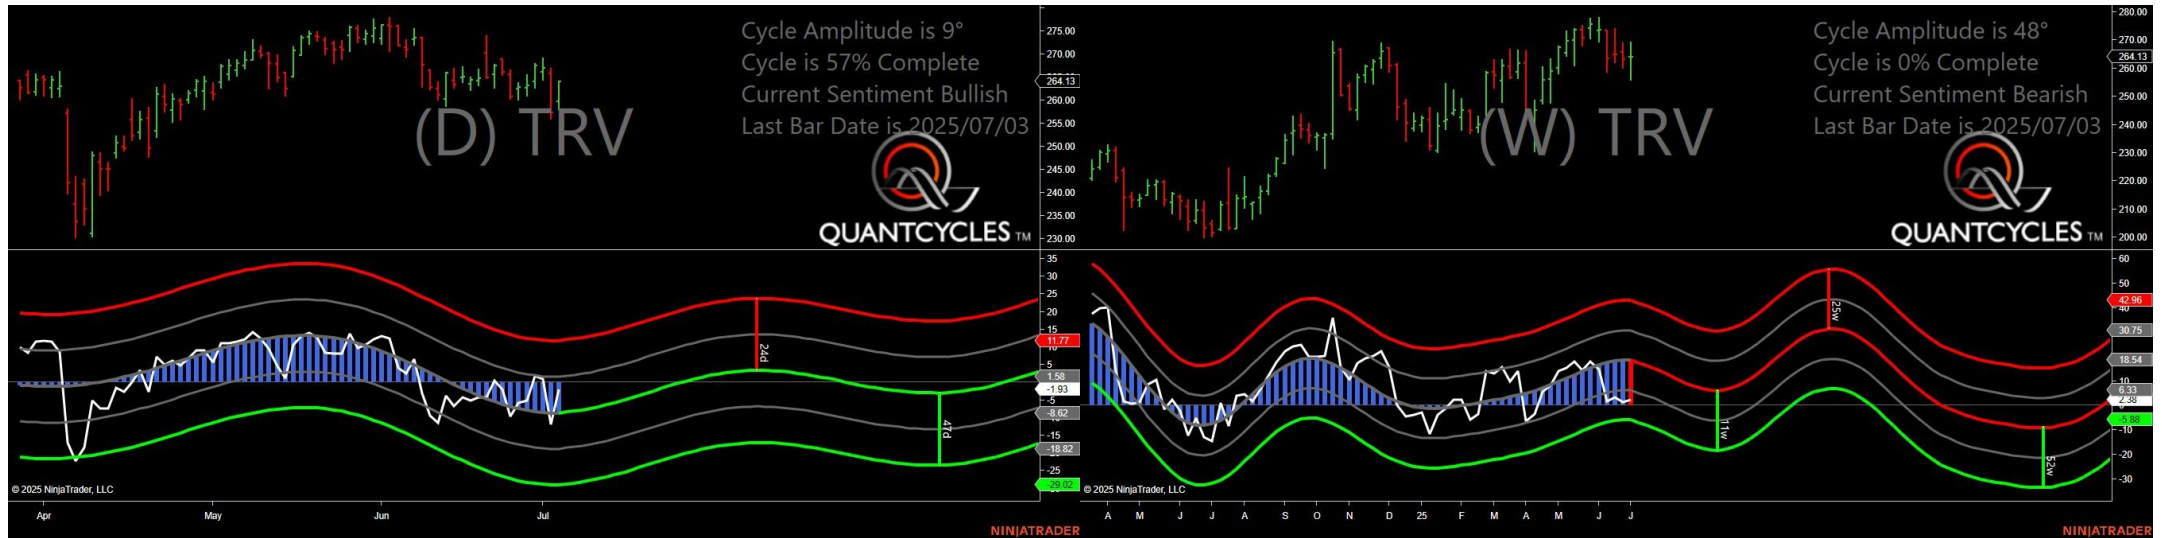 Cycle Amplitude is 9°
Cycle is 57% Complete
Current Sentiment Bullish
Last Bar Date is 2025/07/03
(D) TRV
QUANTCYCLES TM
275.00
270.00
264.13
260.00
255.00
250.00
245.00
240.00
235.00
230.00
35
30
25
20
15
11.77
5
1.58
-1.93
-5
-8.62
-15
-18.82
-25
-29.02
24d
47d
© 2025 NinjaTrader, LLC
Apr May Jun Jul
NINJATRADER
Cycle Amplitude is 48°
Cycle is 0% Complete
Current Sentiment Bearish
Last Bar Date is 2025/07/03
(W) TRV
QUANTCYCLES TM
280.00
270.00
264.13
260.00
250.00
240.00
230.00
220.00
210.00
200.00
60
50
42.96
40
30.75
18.54
10
6.33
2.38
-5.88
-10
-20
-30
25w
11w
52w
© 2025 NinjaTrader, LLC
A M J J A S O N D 25 F M A M J J
NINJATRADER